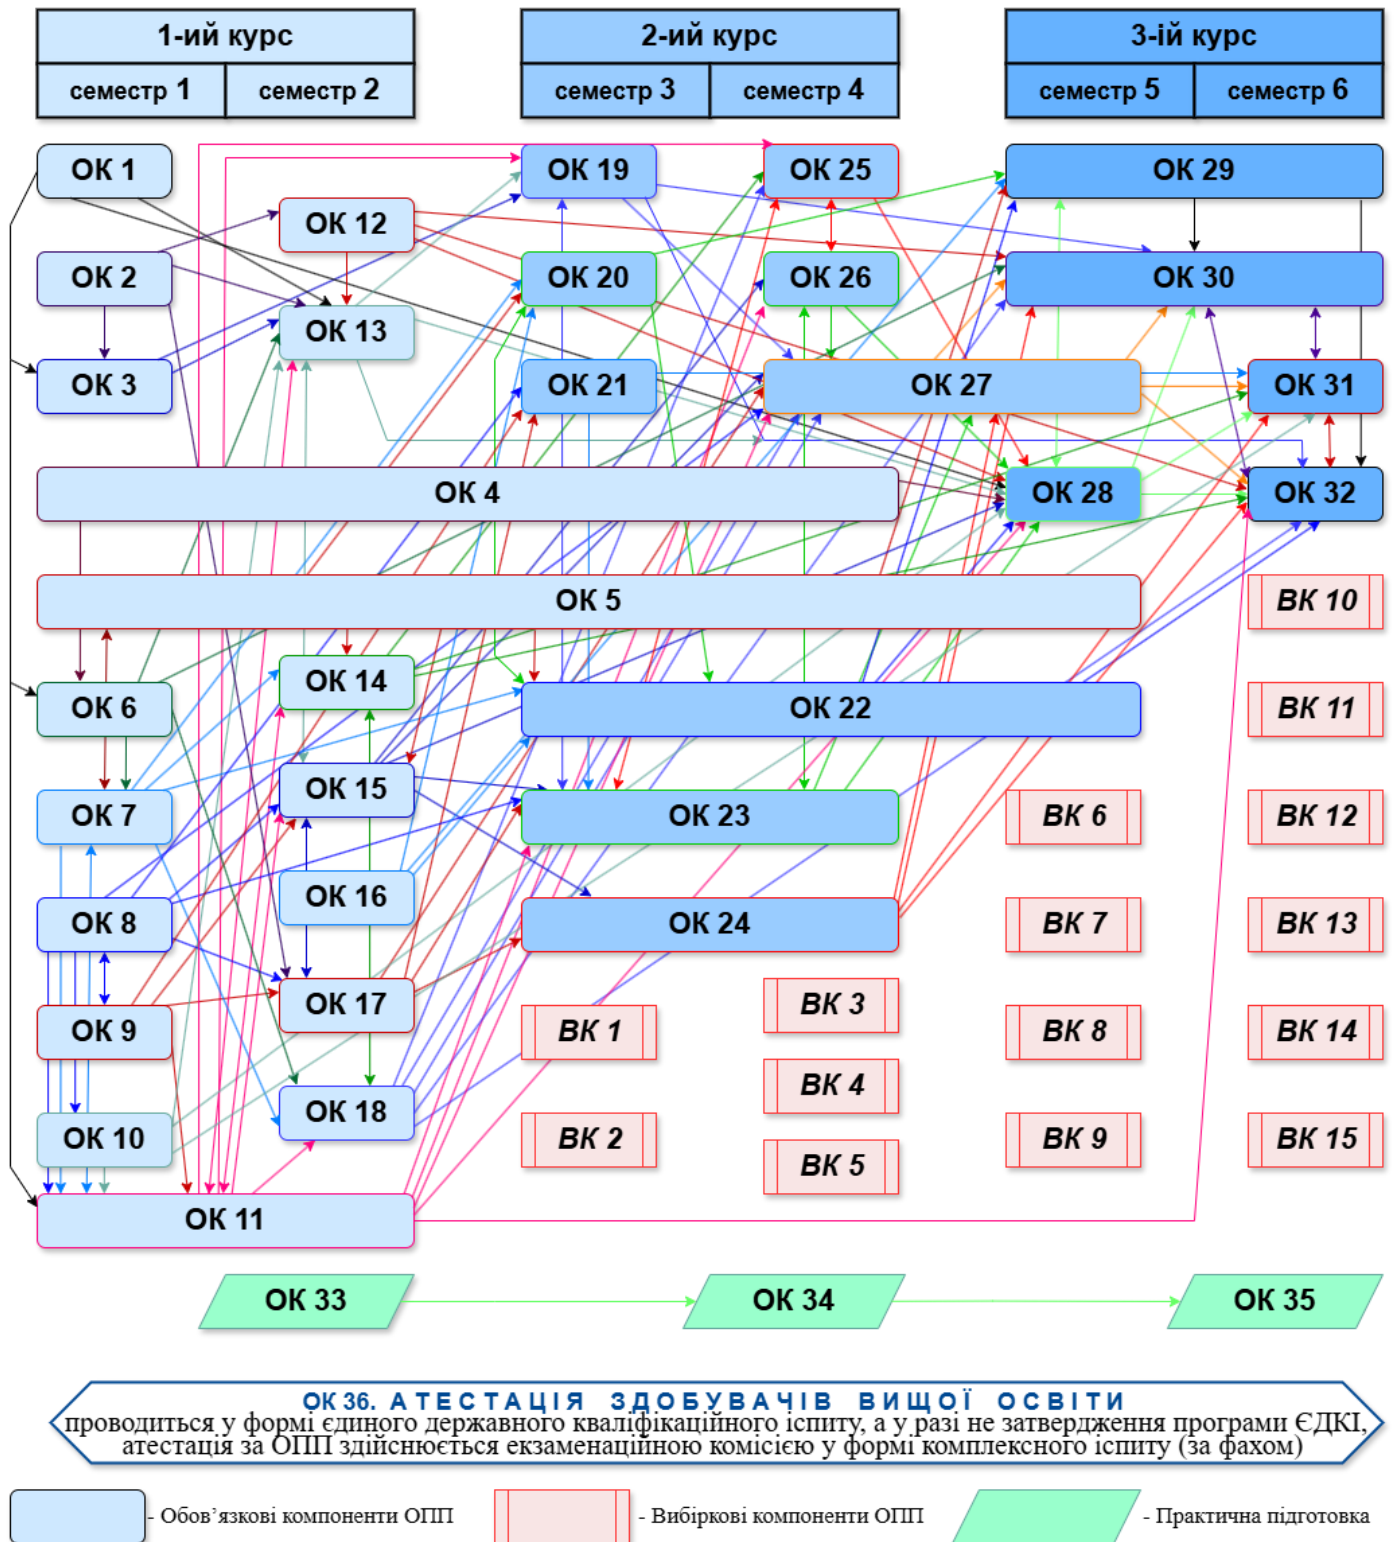 1-ий курс
2-ий курс
3-ій курс
семестр 1
семестр 2
семестр 3
семестр 4
семестр 5
семестр 6
ОК 1
ОК 19
ОК 25
ОК 29
ОК 12
ОК 2
ОК 20
ОК 26
ОК 30
ОК 13
ОК 3
ОК 21
ОК 27
ОК 31
ОК 4
ОК 28
ОК 32
ОК 5
ВК 10
ОК 14
ОК 6
ОК 22
ВК 11
ОК 15
ОК 7
ОК 23
ВК 6
ВК 12
ОК 16
ОК 8
ОК 24
ВК 7
ВК 13
ОК 17
ВК 3
ОК 9
ВК 1
ВК 8
ВК 14
ВК 4
ОК 18
ОК 10
ВК 2
ВК 9
ВК 15
ВК 5
ОК 11
ОК 33
ОК 34
ОК 35
ОК 36. АТЕСТАЦІЯ ЗДОБУВАЧІВ ВИЩОЇ ОСВІТИ
проводиться у формі єдиного державного кваліфікаційного іспиту, а у разі не затвердження програми ЄДКІ,
атестація за ОПП здійснюється екзаменаційною комісією у формі комплексного іспиту (за фахом)
- Обов’язкові компоненти ОПП
- Вибіркові компоненти ОПП
- Практична підготовка